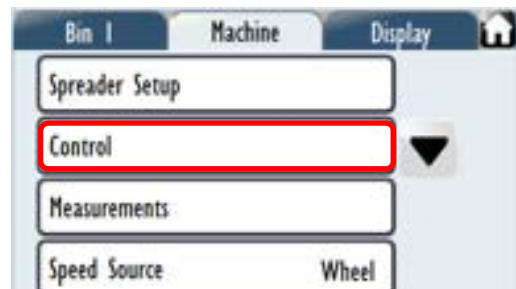 Bin 1 Machine Display
Spreader Setup
Control
Measurements
Speed Source Wheel